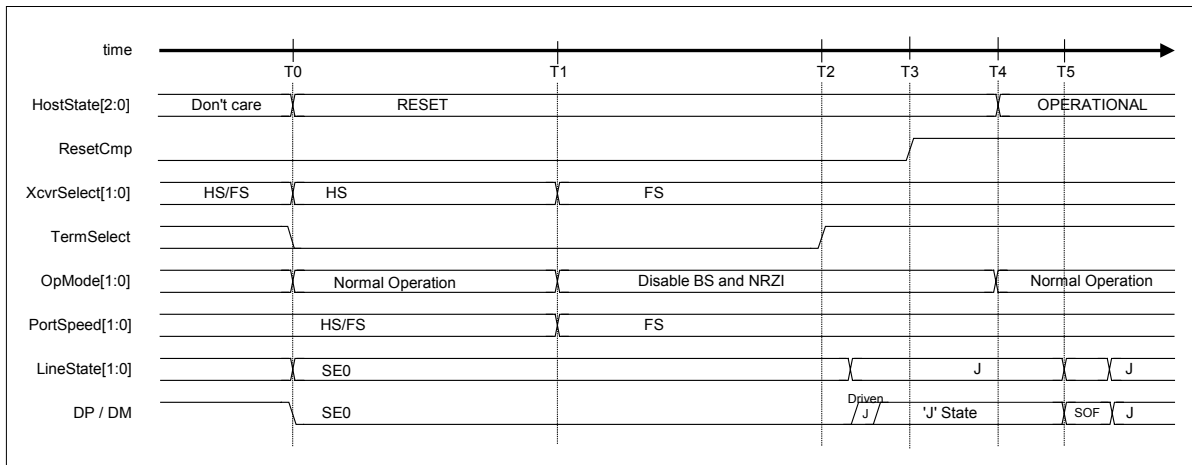 time
T0 T1 T2 T3 T4 T5
HostState[2:0] Don't care RESET OPERATIONAL
ResetCmp
XcvrSelect[1:0] HS/FS HS FS
TermSelect
OpMode[1:0] Normal Operation Disable BS and NRZI Normal Operation
PortSpeed[1:0] HS/FS FS
LineState[1:0] SE0 J J
Driven
DP / DM SE0 J 'J' State SOF J